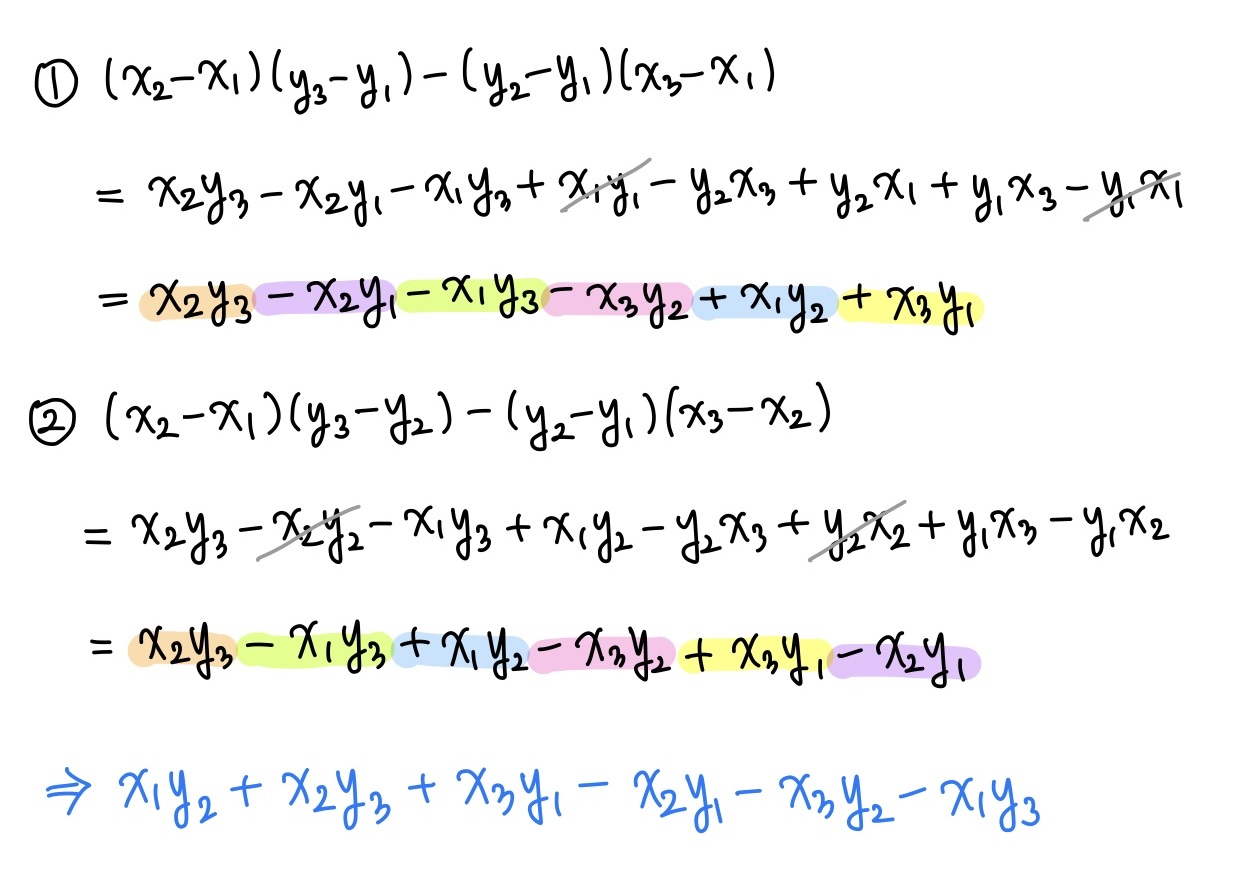 ① (x₂−x₁)(y₃−y₁)−(y₂−y₁)(x₃−x₁)
= x₂y₃ − x₂y₁ − x₁y₃ + x₁y₁ − y₂x₃ + y₂x₁ + y₁x₃ − y₁x₁
= x₂y₃ − x₂y₁ − x₁y₃ − x₃y₂ + x₁y₂ + x₃y₁
② (x₂−x₁)(y₃−y₂)−(y₂−y₁)(x₃−x₂)
= x₂y₃ − x₂y₂ − x₁y₃ + x₁y₂ − y₂x₃ + y₂x₂ + y₁x₃ − y₁x₂
= x₂y₃ − x₁y₃ + x₁y₂ − x₃y₂ + x₃y₁ − x₂y₁
⇒ x₁y₂ + x₂y₃ + x₃y₁ − x₂y₁ − x₃y₂ − x₁y₃